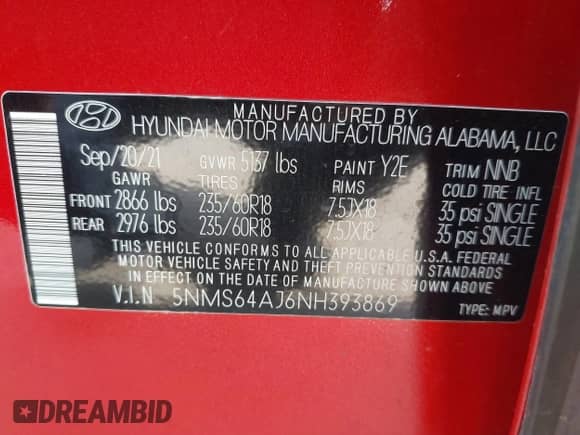 MANUFACTURED BY
HYUNDAI MOTOR MANUFACTURING ALABAMA, LLC
Sep/20/21 GVWR 5137 lbs PAINT Y2E TRIM NNB
GAWR TIRES RIMS COLD TIRE INFL
FRONT 2866 lbs 235/60R18 7.5JX18 35 psi SINGLE
REAR 2976 lbs 235/60R18 7.5JX18 35 psi SINGLE
THIS VEHICLE CONFORMS TO ALL APPLICABLE U.S.A. FEDERAL
MOTOR VEHICLE SAFETY, BUMPER, AND THEFT PREVENTION STANDARDS
IN EFFECT ON THE DATE OF MANUFACTURE SHOWN ABOVE
V.I.N 5NMS64AJ6NH393869
TYPE: MPV
DREAMBID